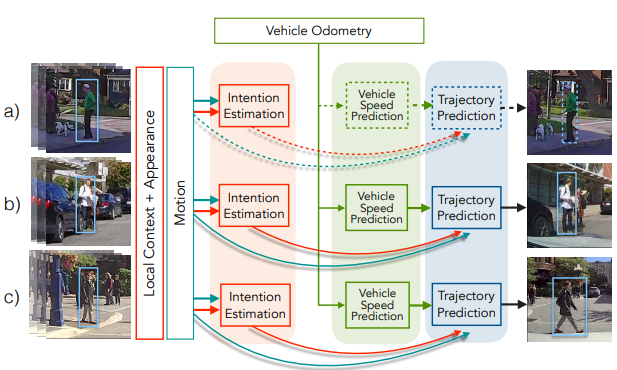 Vehicle Odometry
a)
Local Context + Appearance
Motion
Intention
Estimation
Vehicle
Speed
Prediction
Trajectory
Prediction
b)
Intention
Estimation
Vehicle
Speed
Prediction
Trajectory
Prediction
c)
Intention
Estimation
Vehicle
Speed
Prediction
Trajectory
Prediction